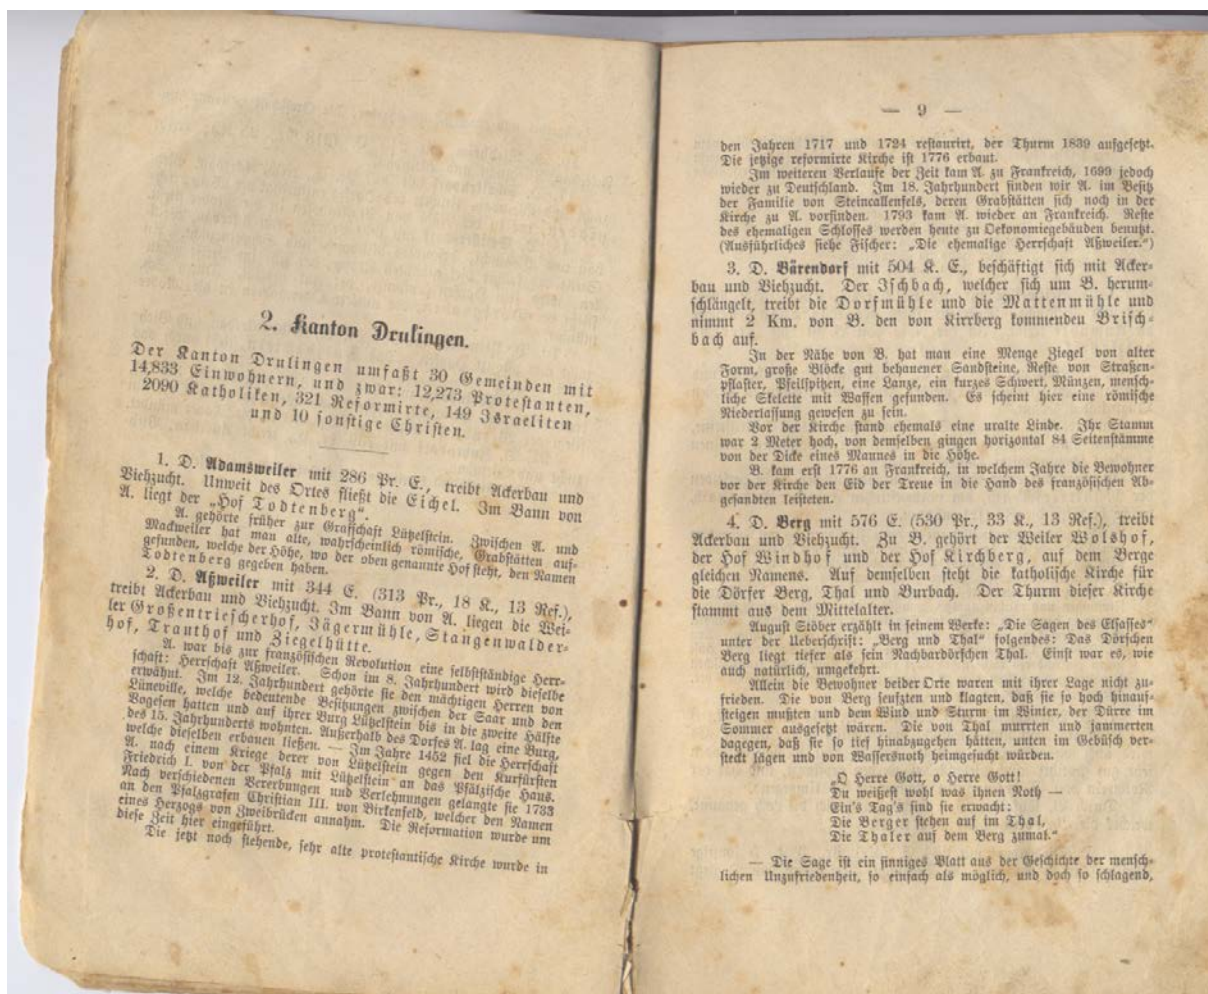 2. Kanton Drulingen.
Der Kanton Drulingen umfaßt 30 Gemeinden mit
14,833 Einwohnern, und zwar: 12,273 Protestanten,
2090 Katholiken, 321 Reformirte, 149 Israeliten
und 10 sonstige Christen.
1. D. Adamsweiler mit 286 Pr. E., treibt Ackerbau und
Viehzucht. Unweit des Ortes fließt die Eichel. Im Bann von
A. liegt der „Hof Todtenberg“.
A. gehörte früher zur Grafschaft Lützelstein. Zwischen A. und
Mackweiler hat man alte, wahrscheinlich römische, Grabstätten auf-
gefunden, welche der Höhe, wo der oben genannte Hof steht, den Namen
Todtenberg gegeben haben.
2. D. Aßweiler mit 344 E. (313 Pr., 18 K., 13 Ref.),
treibt Ackerbau und Viehzucht. Im Bann von A. liegen die Wei-
ler Großentriescherhof, Jägermühle, Stangenwalder-
hof, Trauthof und Ziegelhütte.
A. war bis zur französischen Revolution eine selbstständige Herr-
schaft: Herrschaft Aßweiler. Schon im 8. Jahrhundert wird dieselbe
erwähnt. Im 12. Jahrhundert gehörte sie den mächtigen Herren von
Lüneville, welche bedeutende Besitzungen zwischen der Saar und den
Vogesen hatten und auf ihrer Burg Lützelstein bis in die zweite Hälfte
des 15. Jahrhunderts wohnten. Außerhalb des Dorfes A. lag eine Burg,
welche dieselben erbauen ließen. — Im Jahre 1452 fiel die Herrschaft
A. nach einem Kriege derer von Lützelstein gegen den Kurfürsten
Friedrich I. von der Pfalz mit Lützelstein an das Pfälzische Haus.
Nach verschiedenen Vererbungen und Verlehnungen gelangte sie 1733
an den Pfalzgrafen Christian III. von Birkenfeld, welcher den Namen
eines Herzogs von Zweibrücken annahm. Die Reformation wurde um
diese Zeit hier eingeführt.
Die jetzt noch stehende, sehr alte protestantische Kirche wurde in
— 9 —
den Jahren 1717 und 1724 restaurirt, der Thurm 1839 aufgesetzt.
Die jetzige reformirte Kirche ist 1776 erbaut.
Im weiteren Verlaufe der Zeit kam A. zu Frankreich, 1699 jedoch
wieder zu Deutschland. Im 18. Jahrhundert finden wir A. im Besitz
der Familie von Steincallenfels, deren Grabstätten sich noch in der
Kirche zu A. vorfinden. 1793 kam A. wieder an Frankreich. Reste
des ehemaligen Schlosses werden heute zu Oekonomiegebäuden benutzt.
(Ausführliches siehe Fischer: „Die ehemalige Herrschaft Aßweiler.“)
3. D. Bärendorf mit 504 K. E., beschäftigt sich mit Acker-
bau und Viehzucht. Der Ischbach, welcher sich um B. herum-
schlängelt, treibt die Dorfmühle und die Mattenmühle und
nimmt 2 Km. von B. den von Kirrberg kommenden Brisch-
bach auf.
In der Nähe von B. hat man eine Menge Ziegel von alter
Form, große Blöcke gut behauener Sandsteine, Reste von Straßen-
pflaster, Pfeilspitzen, eine Lanze, ein kurzes Schwert, Münzen, mensch-
liche Skelette mit Waffen gefunden. Es scheint hier eine römische
Niederlassung gewesen zu sein.
Vor der Kirche stand ehemals eine uralte Linde. Ihr Stamm
war 2 Meter hoch, von demselben gingen horizontal 84 Seitenstämme
von der Dicke eines Mannes in die Höhe.
B. kam erst 1776 an Frankreich, in welchem Jahre die Bewohner
vor der Kirche den Eid der Treue in die Hand des französischen Ab-
gesandten leisteten.
4. D. Berg mit 576 E. (530 Pr., 33 K., 13 Ref.), treibt
Ackerbau und Viehzucht. Zu B. gehört der Weiler Wolshof,
der Hof Windhof und der Hof Kirchberg, auf dem Berge
gleichen Namens. Auf demselben steht die katholische Kirche für
die Dörfer Berg, Thal und Burbach. Der Thurm dieser Kirche
stammt aus dem Mittelalter.
August Stöber erzählt in seinem Werke: „Die Sagen des Elsasses“
unter der Ueberschrift: „Berg und Thal“ folgendes: Das Dörfchen
Berg liegt tiefer als sein Nachbardörfchen Thal. Einst war es, wie
auch natürlich, umgekehrt.
Allein die Bewohner beider Orte waren mit ihrer Lage nicht zu-
frieden. Die von Berg seufzten und klagten, daß sie so hoch hinauf-
steigen mußten und dem Wind und Sturm im Winter, der Dürre im
Sommer ausgesetzt wären. Die von Thal murrten und jammerten
dagegen, daß sie so tief hinabzugehen hätten, unten im Gebüsch ver-
steckt lägen und von Wassersnoth heimgesucht würden.
„O Herre Gott, o Herre Gott!
Du weißest wohl was ihnen Noth —
Ein's Tag's sind sie erwacht:
Die Berger stehen auf im Thal,
Die Thaler auf dem Berg zumal.“
— Die Sage ist ein sinniges Blatt aus der Geschichte der mensch-
lichen Unzufriedenheit, so einfach als möglich, und doch so schlagend,